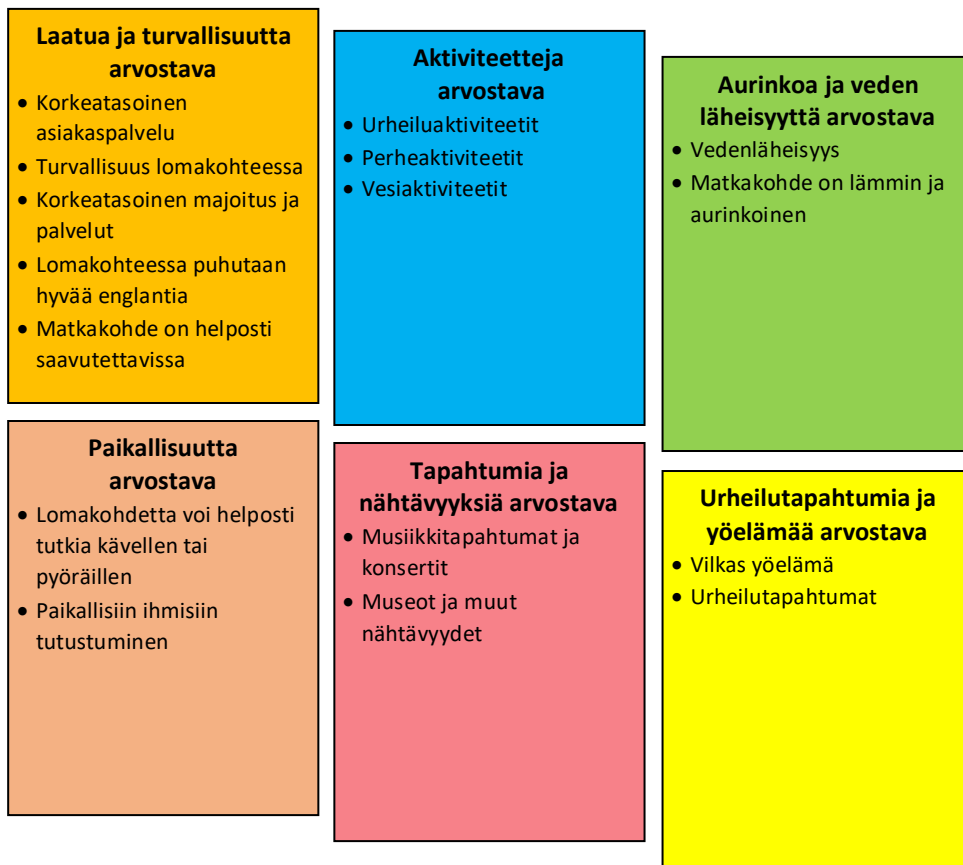 Laatua ja turvallisuutta
arvostava
• Korkeatasoinen
asiakaspalvelu
• Turvallisuus lomakohteessa
• Korkeatasoinen majoitus ja
palvelut
• Lomakohteessa puhutaan
hyvää englantia
• Matkakohde on helposti
saavutettavissa
Aktiviteetteja
arvostava
• Urheiluaktiviteetit
• Perheaktiviteetit
• Vesiaktiviteetit
Aurinkoa ja veden
läheisyyttä arvostava
• Vedenläheisyys
• Matkakohde on lämmin ja
aurinkoinen
Paikallisuutta
arvostava
• Lomakohdetta voi helposti
tutkia kävellen tai
pyöräillen
• Paikallisiin ihmisiin
tutustuminen
Tapahtumia ja
nähtävyyksiä arvostava
• Musiikkitapahtumat ja
konsertit
• Museot ja muut
nähtävyydet
Urheilutapahtumia ja
yöelämää arvostava
• Vilkas yöelämä
• Urheilutapahtumat